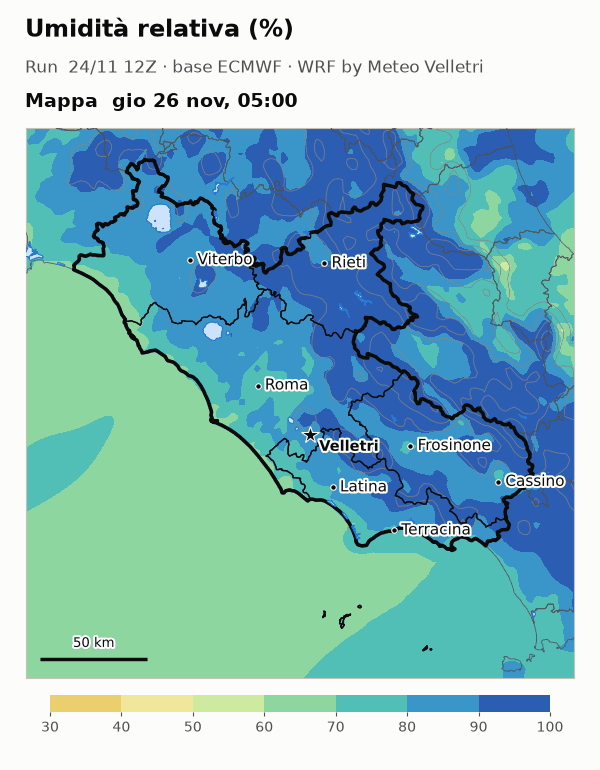 Umidità relativa (%)
Run  24/11 12Z · base ECMWF · WRF by Meteo Velletri
Mappa  gio 26 nov, 05:00
Viterbo
Rieti
Roma
Velletri
Frosinone
Latina
Cassino
Terracina
50 km
30 40 50 60 70 80 90 100